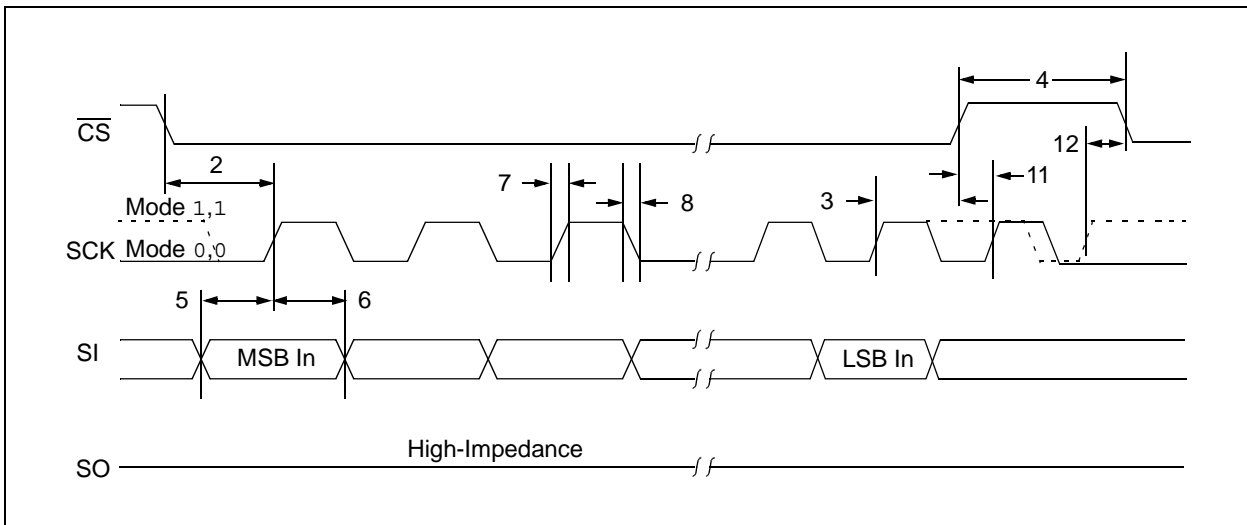 4
CS
12
2
7
8
3
11
Mode 1,1
SCK Mode 0,0
5
6
SI
MSB In
LSB In
High-Impedance
SO